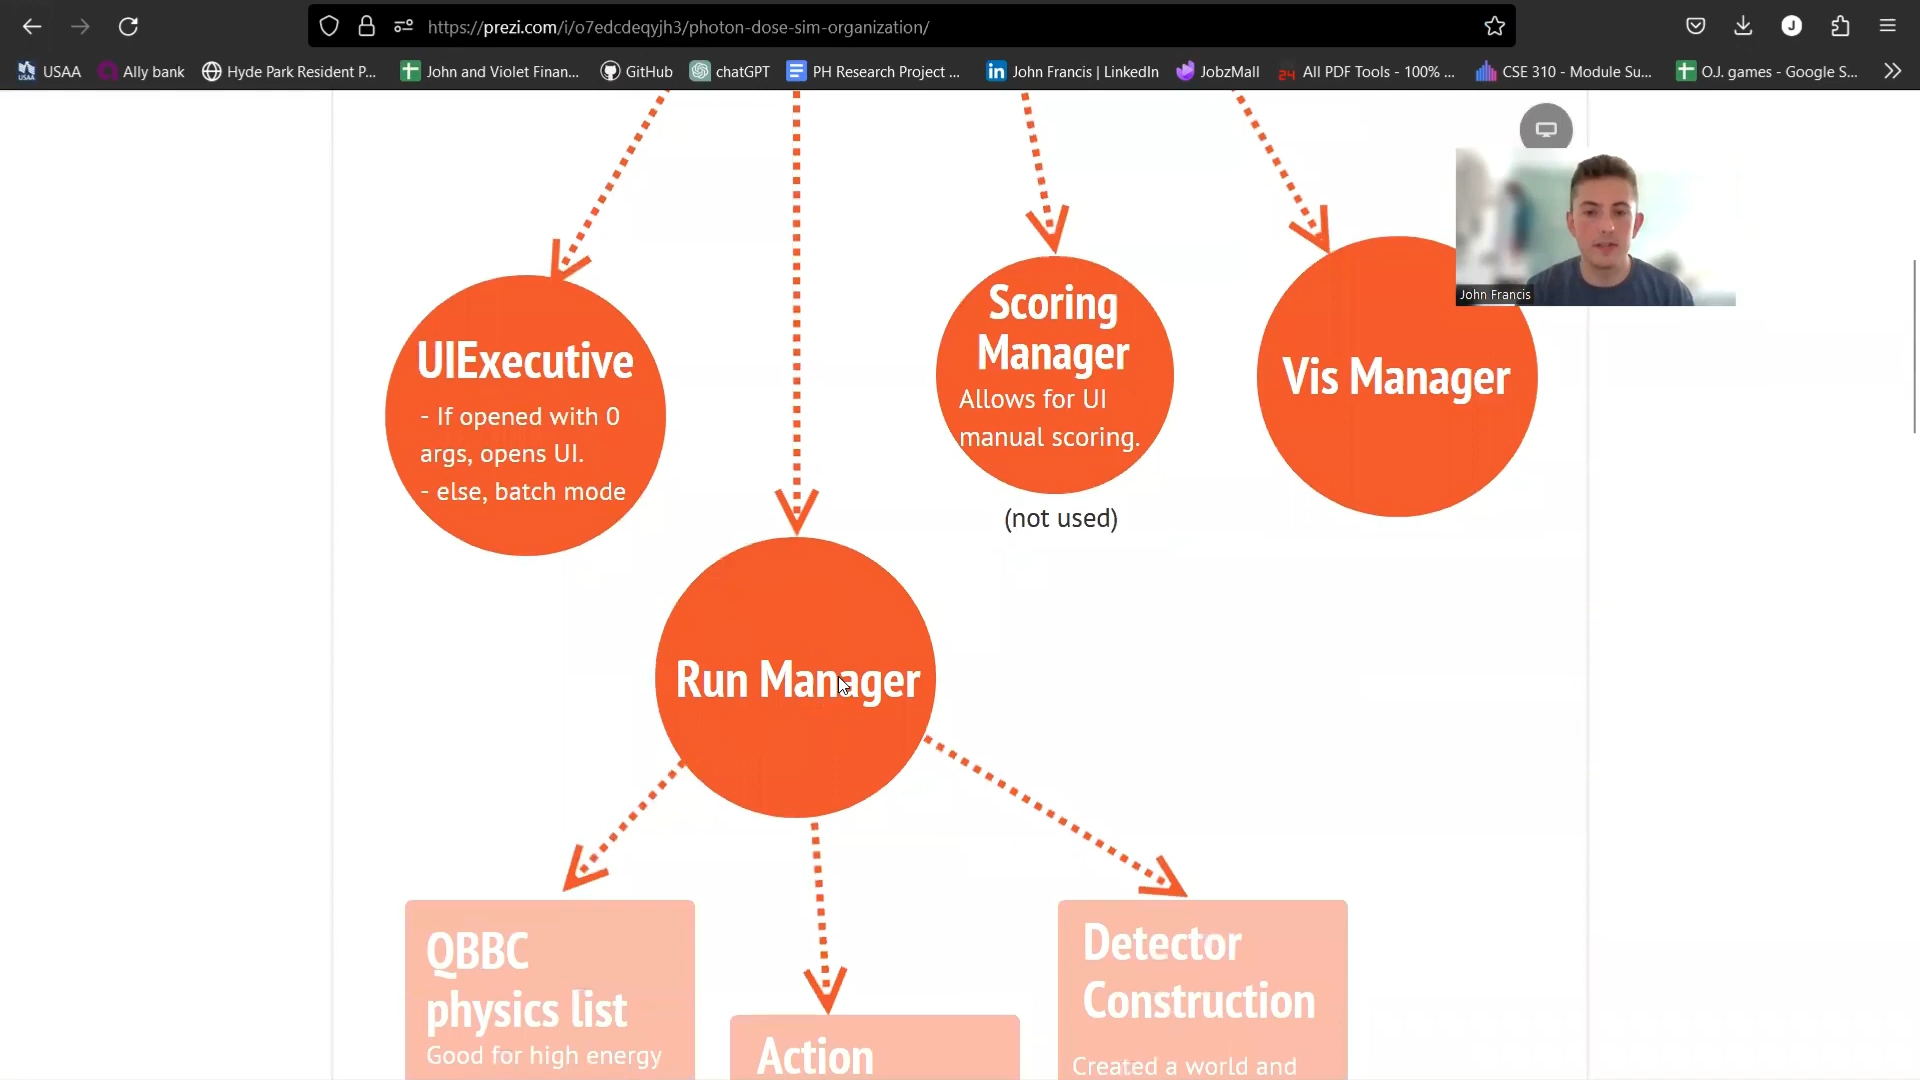 https://prezi.com/i/o7edcdeqyjh3/photon-dose-sim-organization/
J
USAA
USAA
Ally bank
Hyde Park Resident P...
John and Violet Finan...
GitHub
chatGPT
PH Research Project ...
in
John Francis | LinkedIn
JobzMall
24
All PDF Tools - 100% ...
CSE 310 - Module Su...
O.J. games - Google S...
John Francis
UIExecutive
- If opened with 0
args, opens UI.
- else, batch mode
Scoring
Manager
Allows for UI
manual scoring.
(not used)
Vis Manager
Run Manager
QBBC
physics list
Good for high energy
Action
Detector
Construction
Created a world and